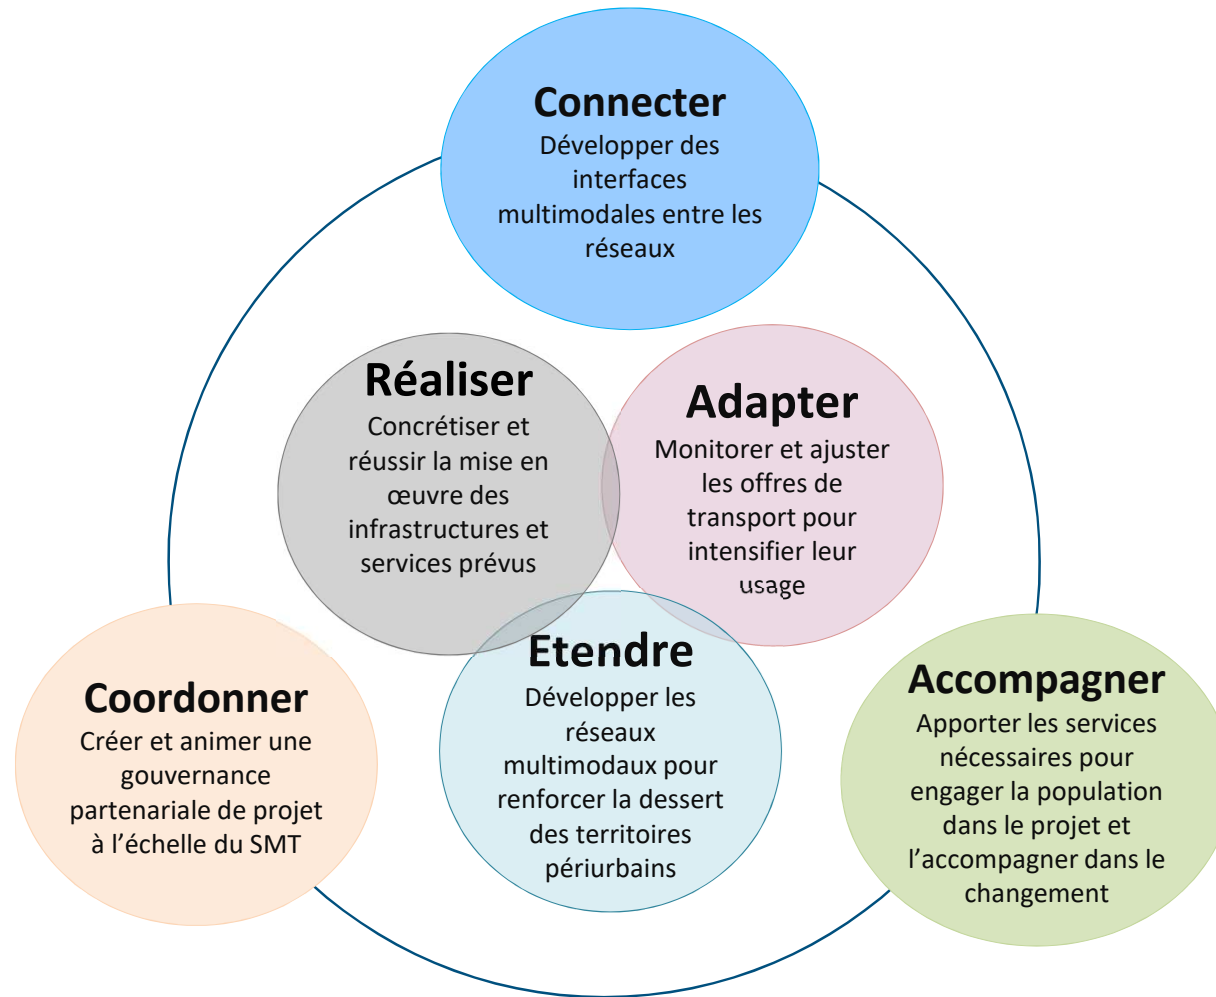 Connecter
Développer des
interfaces
multimodales entre les
réseaux
Réaliser
Concrétiser et
réussir la mise en
œuvre des
infrastructures et
services prévus
Adapter
Monitorer et ajuster
les offres de
transport pour
intensifier leur
usage
Coordonner
Créer et animer une
gouvernance
partenariale de projet
à l’échelle du SMT
Etendre
Développer les
réseaux
multimodaux pour
renforcer la dessert
des territoires
périurbains
Accompagner
Apporter les services
nécessaires pour
engager la population
dans le projet et
l’accompagner dans le
changement